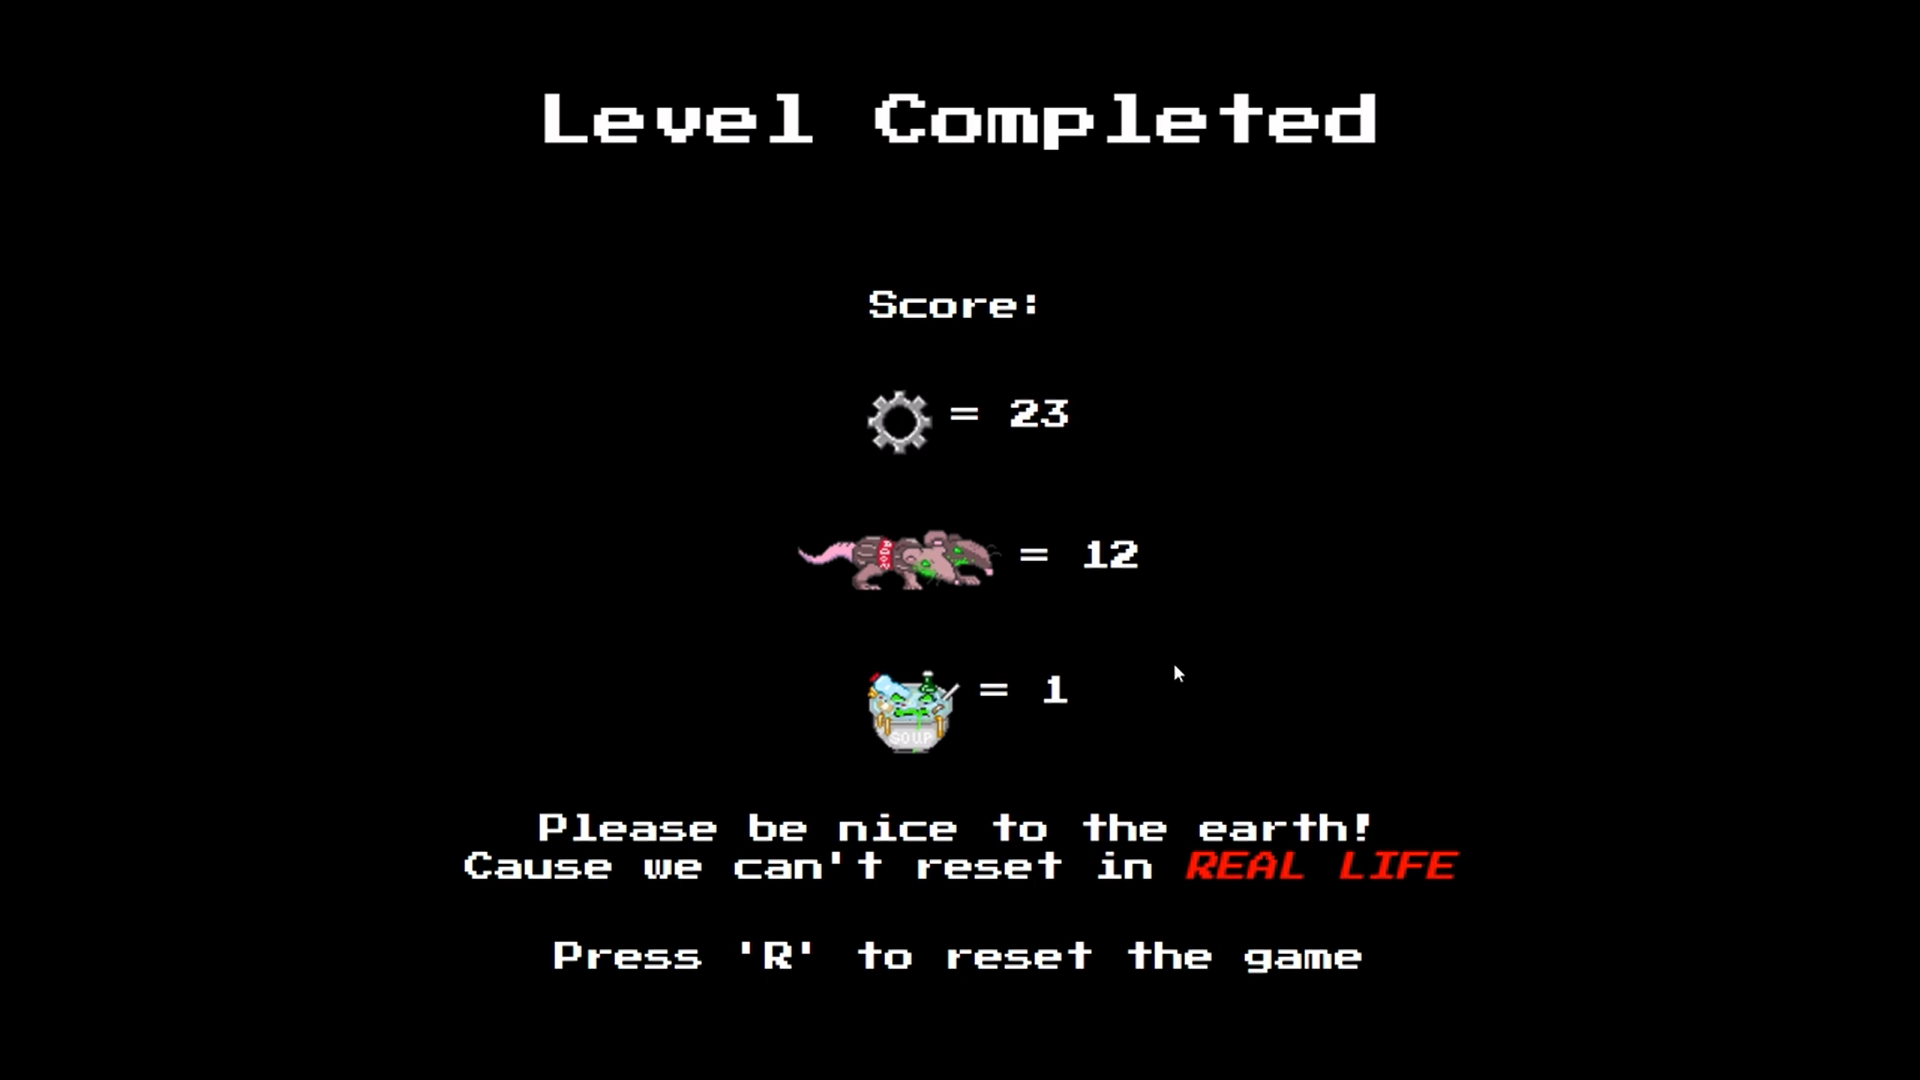 Level Completed
Score:
= 23
= 12
= 1
SOUP
Please be nice to the earth!
Cause we can't reset in REAL LIFE
Press 'R' to reset the game